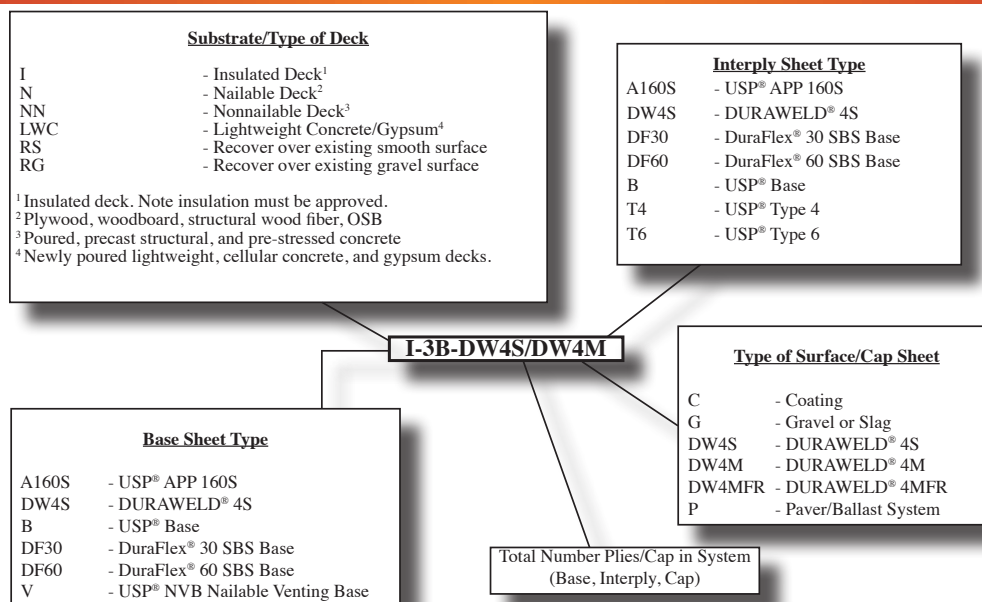 Substrate/Type of Deck
I - Insulated Deck¹
N - Nailable Deck²
NN - Nonnailable Deck³
LWC - Lightweight Concrete/Gypsum⁴
RS - Recover over existing smooth surface
RG - Recover over existing gravel surface
¹ Insulated deck. Note insulation must be approved.
² Plywood, woodboard, structural wood fiber, OSB
³ Poured, precast structural, and pre-stressed concrete
⁴ Newly poured lightweight, cellular concrete, and gypsum decks.
Interply Sheet Type
A160S - USP® APP 160S
DW4S - DURAWELD® 4S
DF30 - DuraFlex® 30 SBS Base
DF60 - DuraFlex® 60 SBS Base
B - USP® Base
T4 - USP® Type 4
T6 - USP® Type 6
I-3B-DW4S/DW4M
Type of Surface/Cap Sheet
C - Coating
G - Gravel or Slag
DW4S - DURAWELD® 4S
DW4M - DURAWELD® 4M
DW4MFR - DURAWELD® 4MFR
P - Paver/Ballast System
Base Sheet Type
A160S - USP® APP 160S
DW4S - DURAWELD® 4S
B - USP® Base
DF30 - DuraFlex® 30 SBS Base
DF60 - DuraFlex® 60 SBS Base
V - USP® NVB Nailable Venting Base
Total Number Plies/Cap in System
(Base, Interply, Cap)